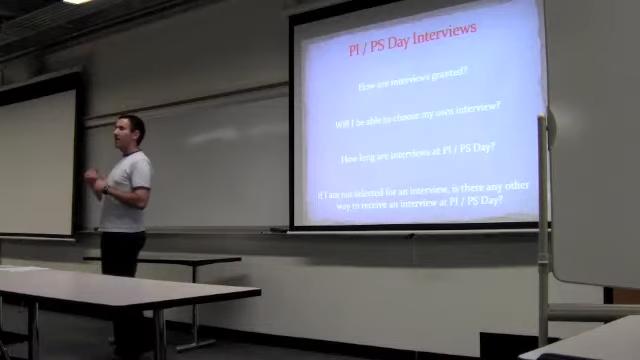 PI / PS Day Interviews
How are interviews granted?
Will I be able to choose my own interview?
How long are interviews at PI / PS Day?
If I am not selected for an interview, is there any other
way to receive an interview at PI / PS Day?